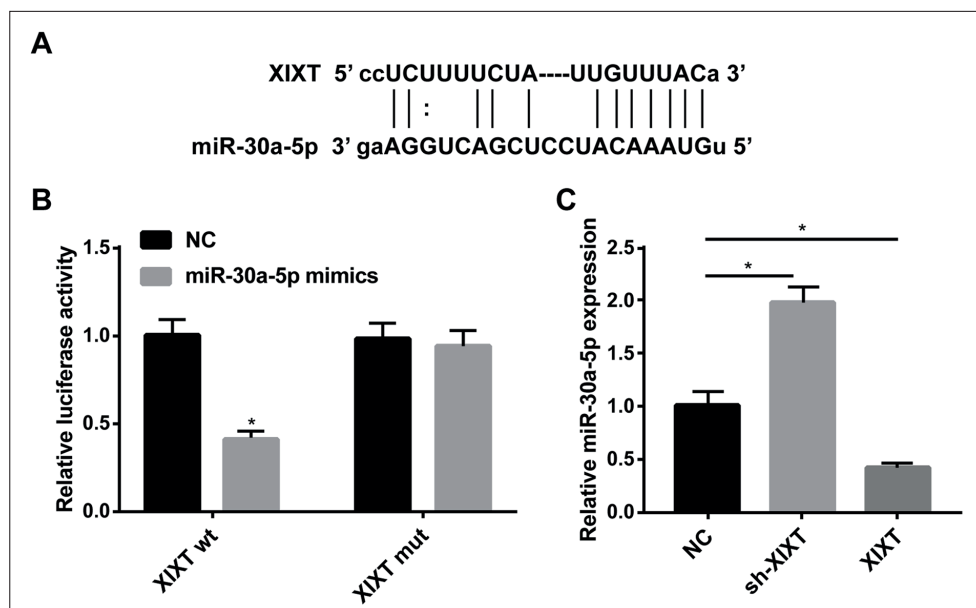 A
XIXT 5’ ccUCUUUUCUA----UUGUUUACa 3’
miR-30a-5p 3’ gaAGGUCAGCUCCUACAAAUGu 5’
B
NC
miR-30a-5p mimics
Relative luciferase activity
1.5
1.0
0.5
0.0
*
XIXT wt
XIXT mut
C
Relative miR-30a-5p expression
2.5
2.0
1.5
1.0
0.5
0.0
*
*
NC
sh-XIXT
XIXT